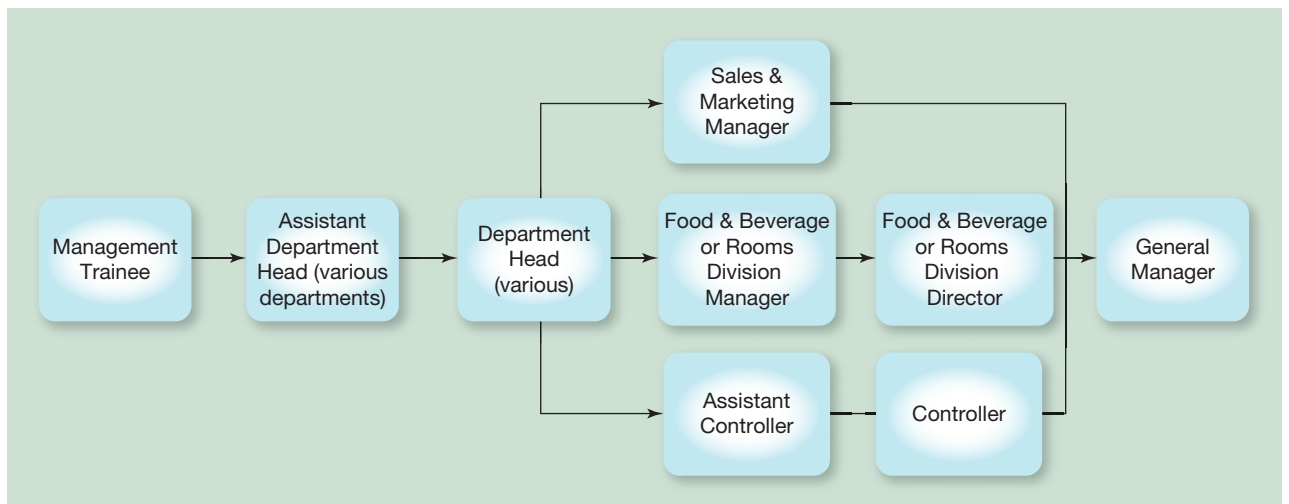 Sales &
Marketing
Manager
Management
Trainee
Assistant
Department
Head (various
departments)
Department
Head
(various)
Food & Beverage
or Rooms
Division
Manager
Food & Beverage
or Rooms
Division
Director
General
Manager
Assistant
Controller
Controller